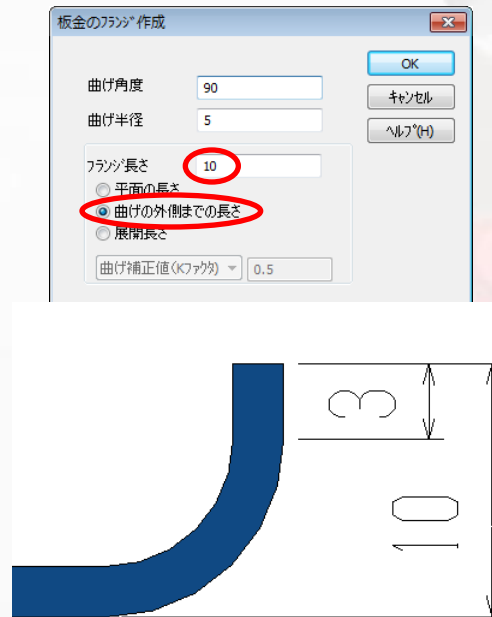 板金のフランジ作成
OK
曲げ角度 90
キャンセル
曲げ半径 5
ヘルプ(H)
フランジ長さ 10
平面の長さ
曲げの外側までの長さ
展開長さ
曲げ補正値(Kファクタ) 0.5
3
10